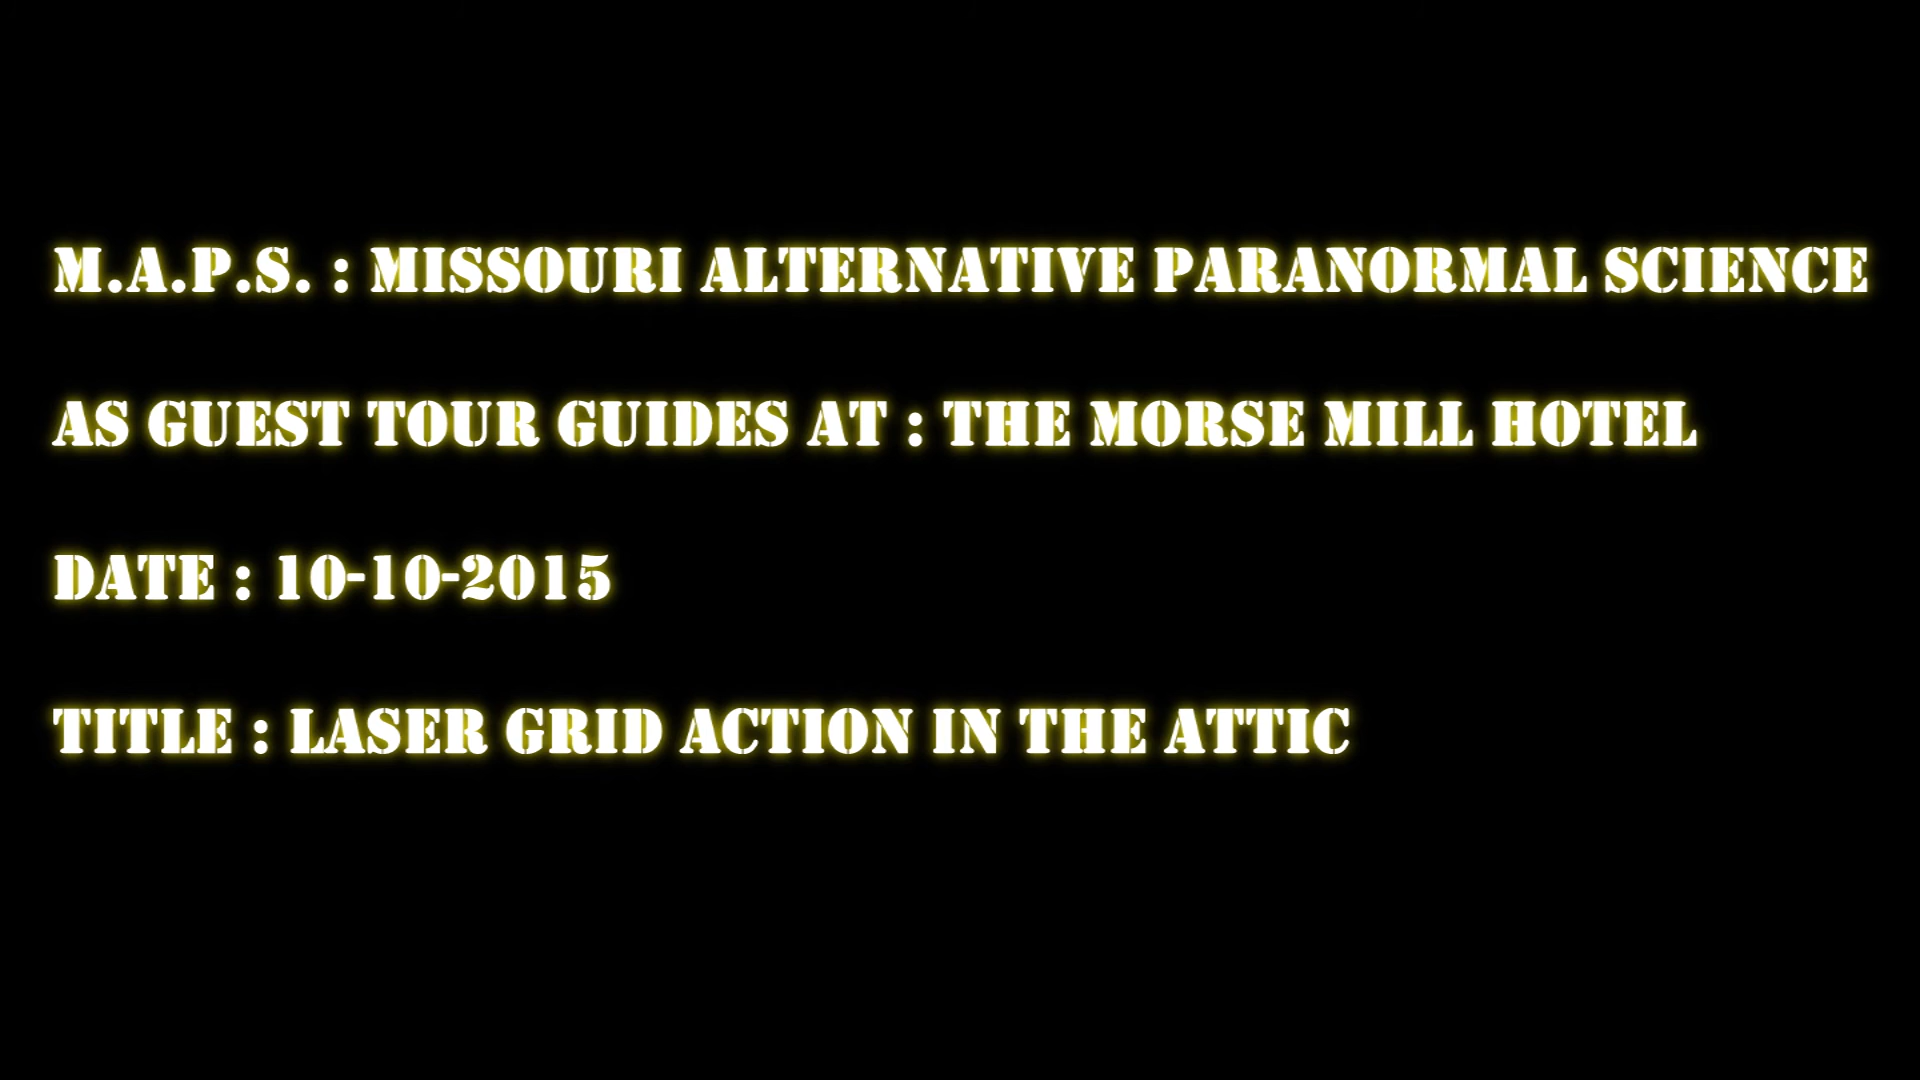 M.A.P.S. : MISSOURI ALTERNATIVE PARANORMAL SCIENCE
AS GUEST TOUR GUIDES AT : THE MORSE MILL HOTEL
DATE : 10-10-2015
TITLE : LASER GRID ACTION IN THE ATTIC